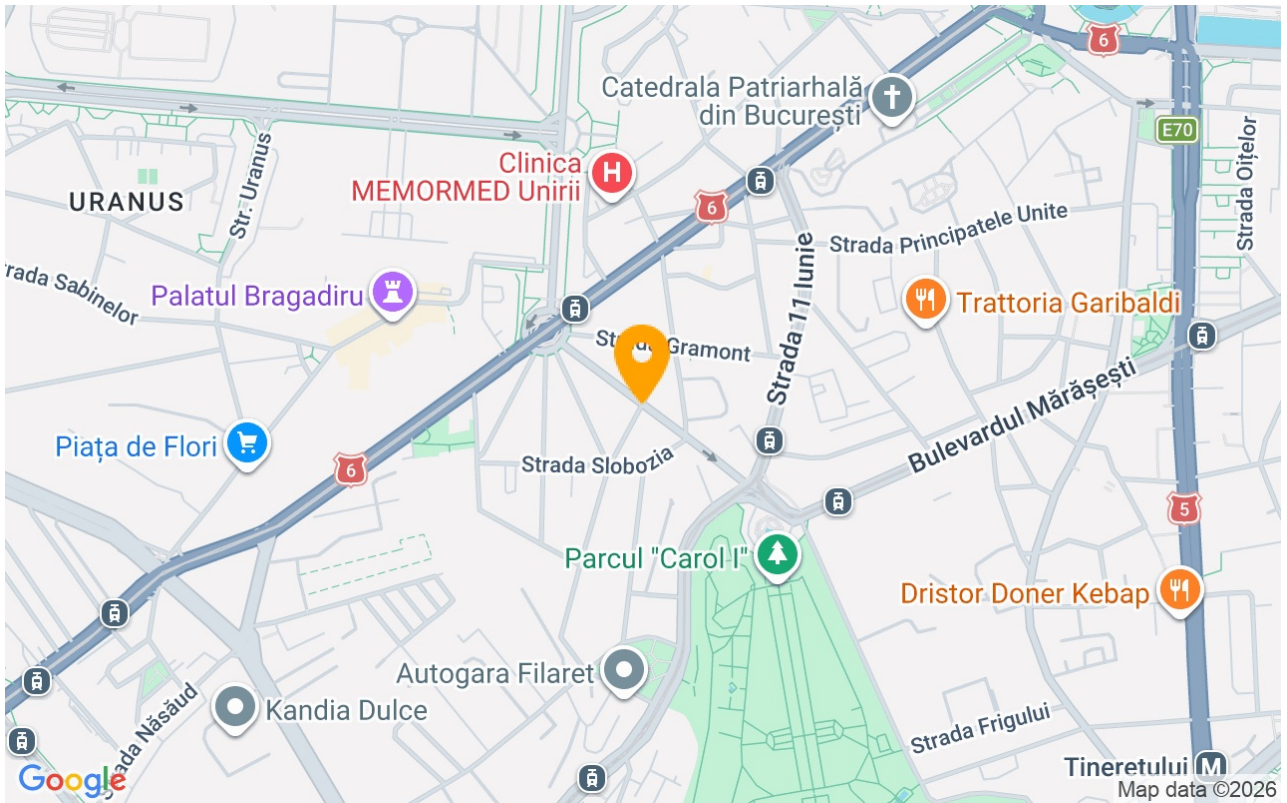 6
Catedrala Patriarhală
din București
E70
Strada Oițelor
Clinica
MEMORMED Unirii
Str. Uranus
URANUS
6
Strada Principatele Unite
Strada 11 Iunie
trada Sabinelor
Palatul Bragadiru
Trattoria Garibaldi
Gramont
Bulevardul Mărășești
Piața de Flori
6
Strada Slobozia
5
Parcul "Carol I"
Dristor Doner Kebap
Autogara Filaret
Kandia Dulce
Năsăud
Strada Frigului
Tineretului M
Google
Map data ©2026